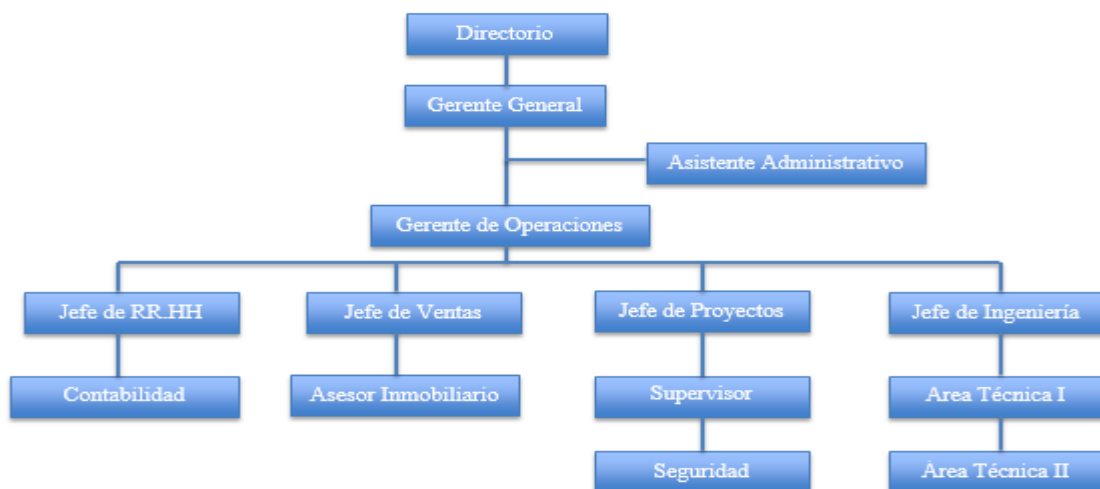 Directorio
Gerente General
Asistente Administrativo
Gerente de Operaciones
Jefe de RR.HH
Jefe de Ventas
Jefe de Proyectos
Jefe de Ingeniería
Contabilidad
Asesor Inmobiliario
Supervisor
Area Técnica I
Seguridad
Àrea Técnica II